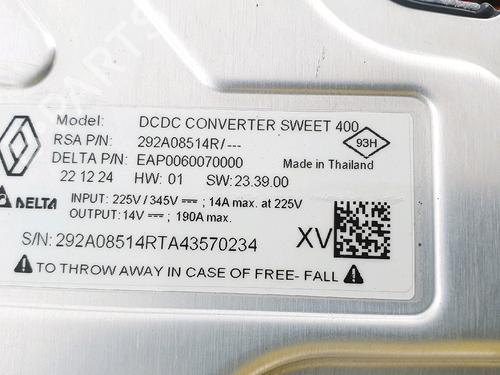 Model: DCDC CONVERTER SWEET 400
RSA P/N: 292A08514R/---
93H
DELTA P/N: EAP0060070000
Made in Thailand
22 12 24 HW: 01 SW: 23.39.00
DELTA
INPUT: 225V / 345V ⎓ ; 14A max. at 225V
OUTPUT: 14V ⎓ ; 190A max.
S/N: 292A08514RTA43570234
XV
TO THROW AWAY IN CASE OF FREE- FALL